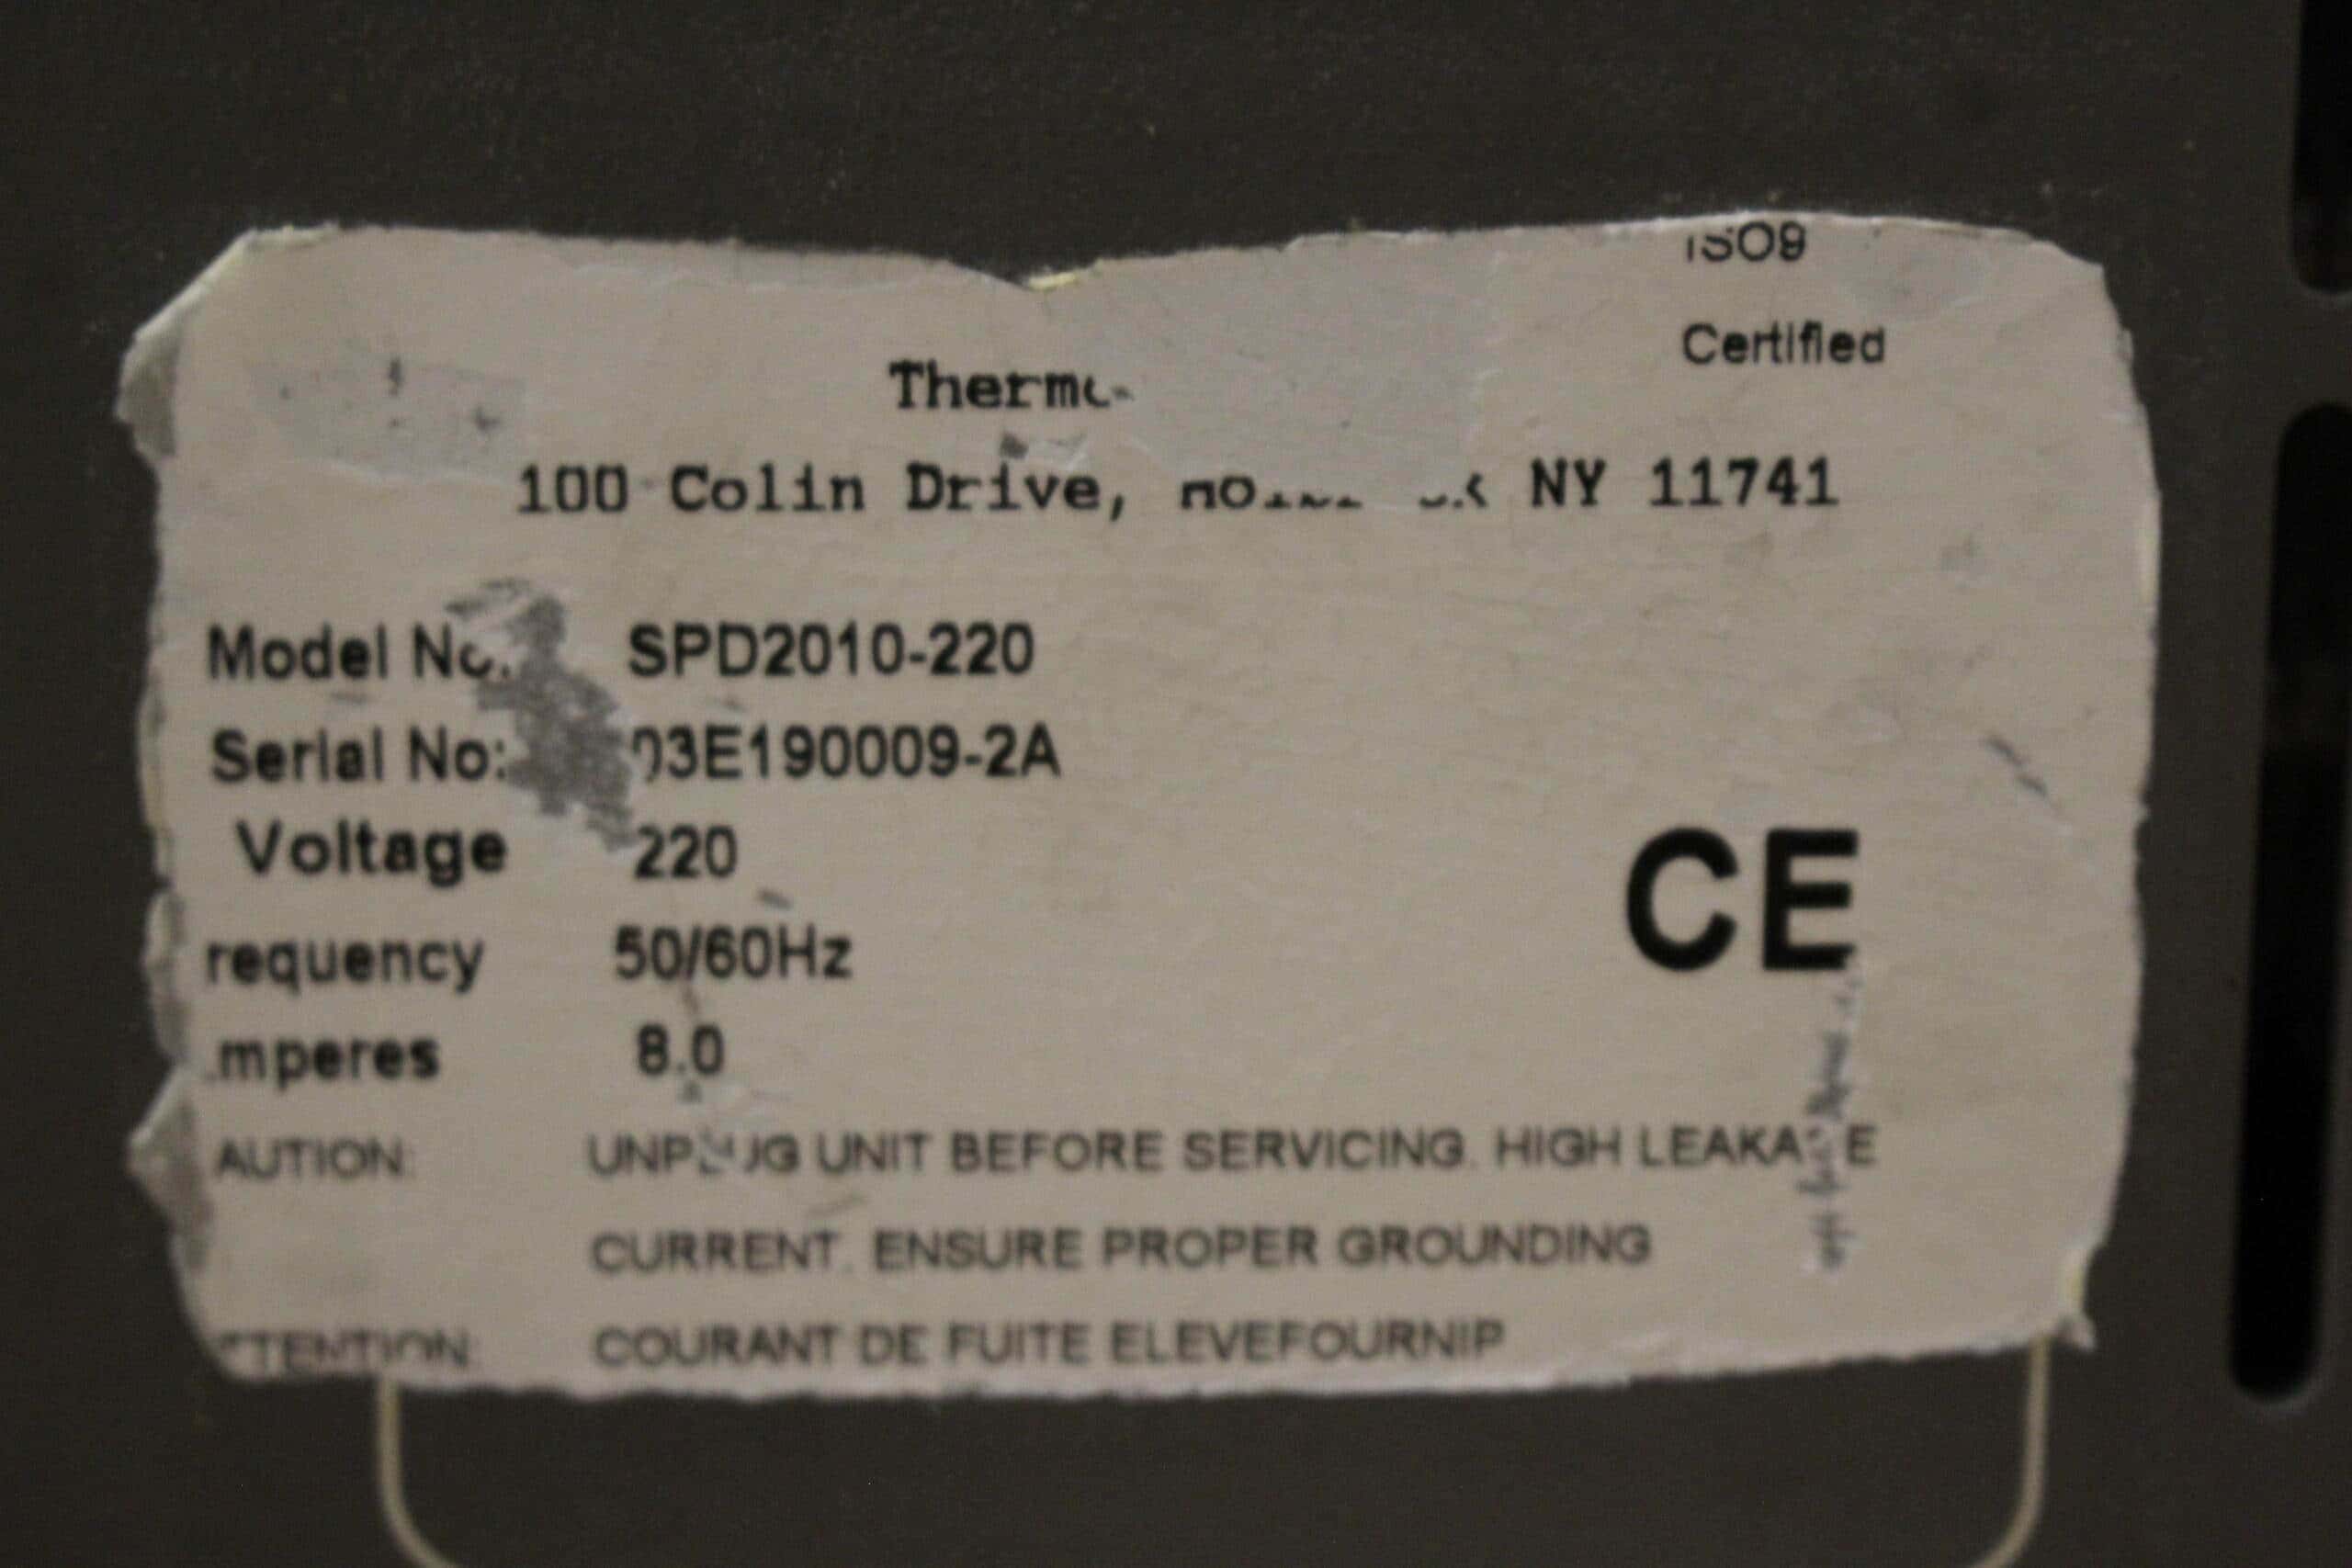 ISO9
Certified
Thermo
100 Colin Drive, NY 11741
Model No: SPD2010-220
Serial No: 03E190009-2A
Voltage 220
requency 50/60Hz
mperes 8.0
AUTION: UNPLUG UNIT BEFORE SERVICING. HIGH LEAKAGE
CURRENT. ENSURE PROPER GROUNDING
TTENTION: COURANT DE FUITE ELEVEFOURNIP
CE